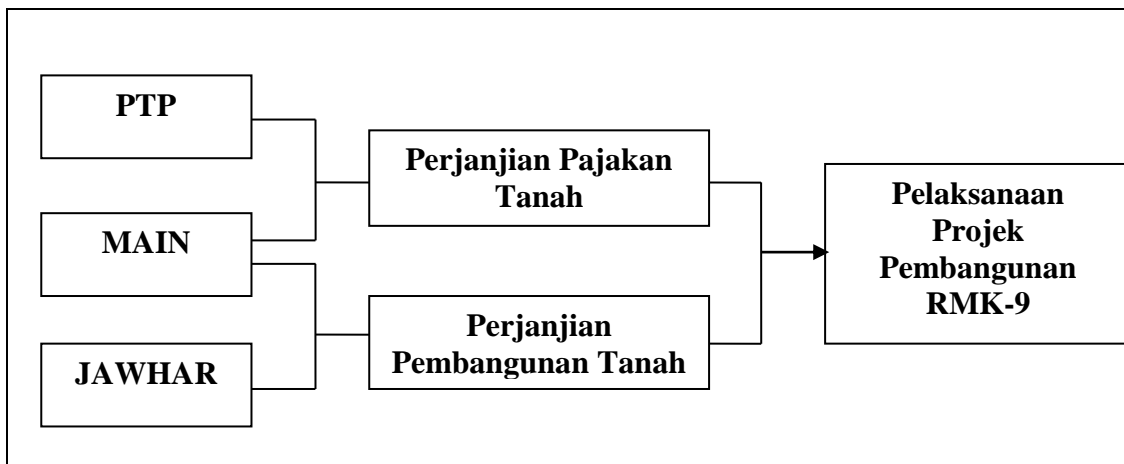 PTP
MAIN
JAWHAR
Perjanjian Pajakan
Tanah
Perjanjian
Pembangunan Tanah
Pelaksanaan
Projek
Pembangunan
RMK-9